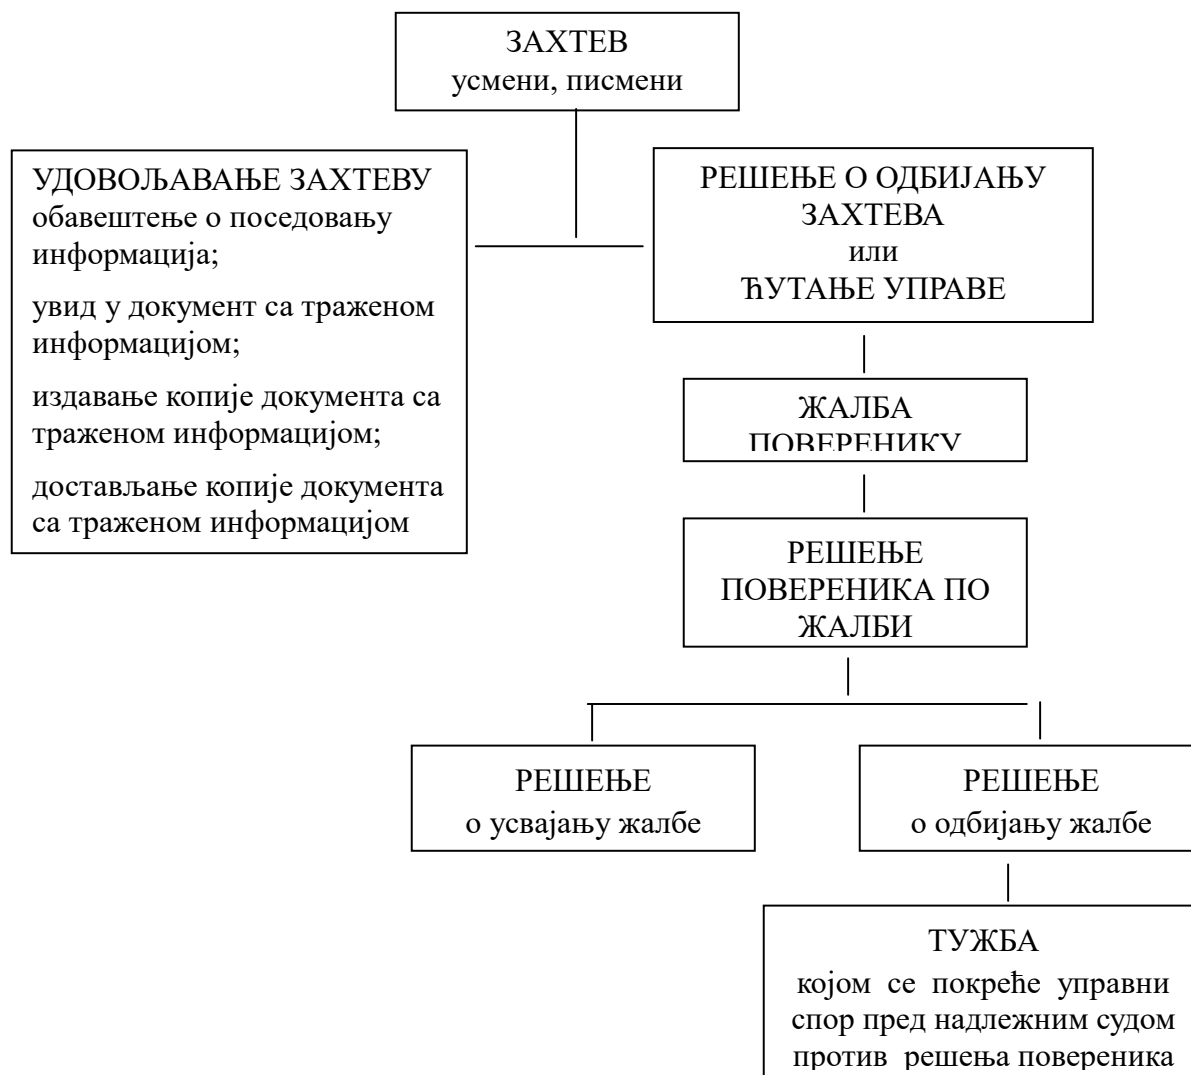 ЗАХТЕВ
усмени, писмени
УДОВОЉАВАЊЕ ЗАХТЕВУ
обавештење о поседовању
информација;
увид у документ са траженом
информацијом;
издавање копије документа са
траженом информацијом;
достављање копије документа
са траженом информацијом
РЕШЕЊЕ О ОДБИЈАЊУ
ЗАХТЕВА
или
ЋУТАЊЕ УПРАВЕ
ЖАЛБА
ПОВЕРЕНИКУ
РЕШЕЊЕ
ПОВЕРЕНИКА ПО
ЖАЛБИ
РЕШЕЊЕ
о усвајању жалбе
РЕШЕЊЕ
о одбијању жалбе
ТУЖБА
којом се покреће управни
спор пред надлежним судом
против решења повереника